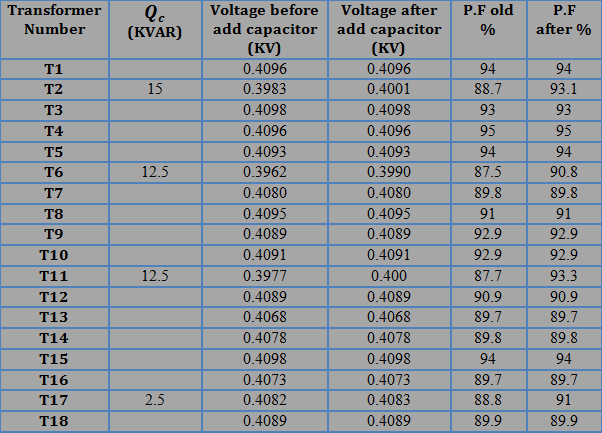 Transformer Number Qc (KVAR) Voltage before add capacitor (KV) Voltage after add capacitor (KV) P.F old % P.F after %
T1 0.4096 0.4096 94 94
T2 15 0.3983 0.4001 88.7 93.1
T3 0.4098 0.4098 93 93
T4 0.4096 0.4096 95 95
T5 0.4093 0.4093 94 94
T6 12.5 0.3962 0.3990 87.5 90.8
T7 0.4080 0.4080 89.8 89.8
T8 0.4095 0.4095 91 91
T9 0.4089 0.4089 92.9 92.9
T10 0.4091 0.4091 92.9 92.9
T11 12.5 0.3977 0.400 87.7 93.3
T12 0.4089 0.4089 90.9 90.9
T13 0.4068 0.4068 89.7 89.7
T14 0.4078 0.4078 89.8 89.8
T15 0.4098 0.4098 94 94
T16 0.4073 0.4073 89.7 89.7
T17 2.5 0.4082 0.4083 88.8 91
T18 0.4089 0.4089 89.9 89.9